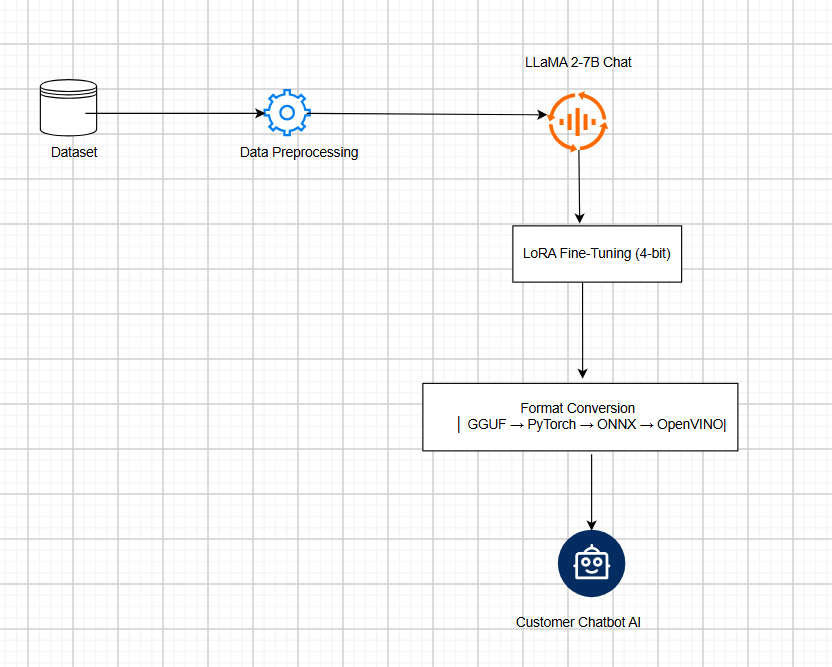 LLaMA 2-7B Chat
Dataset
Data Preprocessing
LoRA Fine-Tuning (4-bit)
Format Conversion
| GGUF → PyTorch → ONNX → OpenVINO|
Customer Chatbot AI